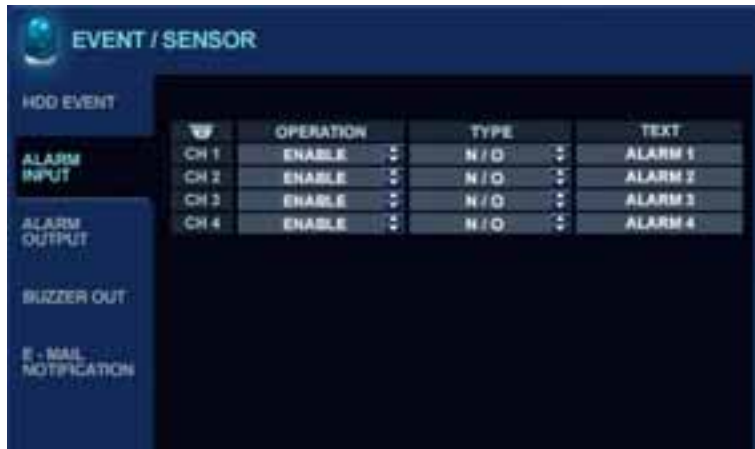 EVENT / SENSOR
HDD EVENT
ALARM
INPUT
ALARM
OUTPUT
BUZZER OUT
E - MAIL
NOTIFICATION
OPERATION TYPE TEXT
CH 1 ENABLE N / O ALARM 1
CH 2 ENABLE N / O ALARM 2
CH 3 ENABLE N / O ALARM 3
CH 4 ENABLE N / O ALARM 4